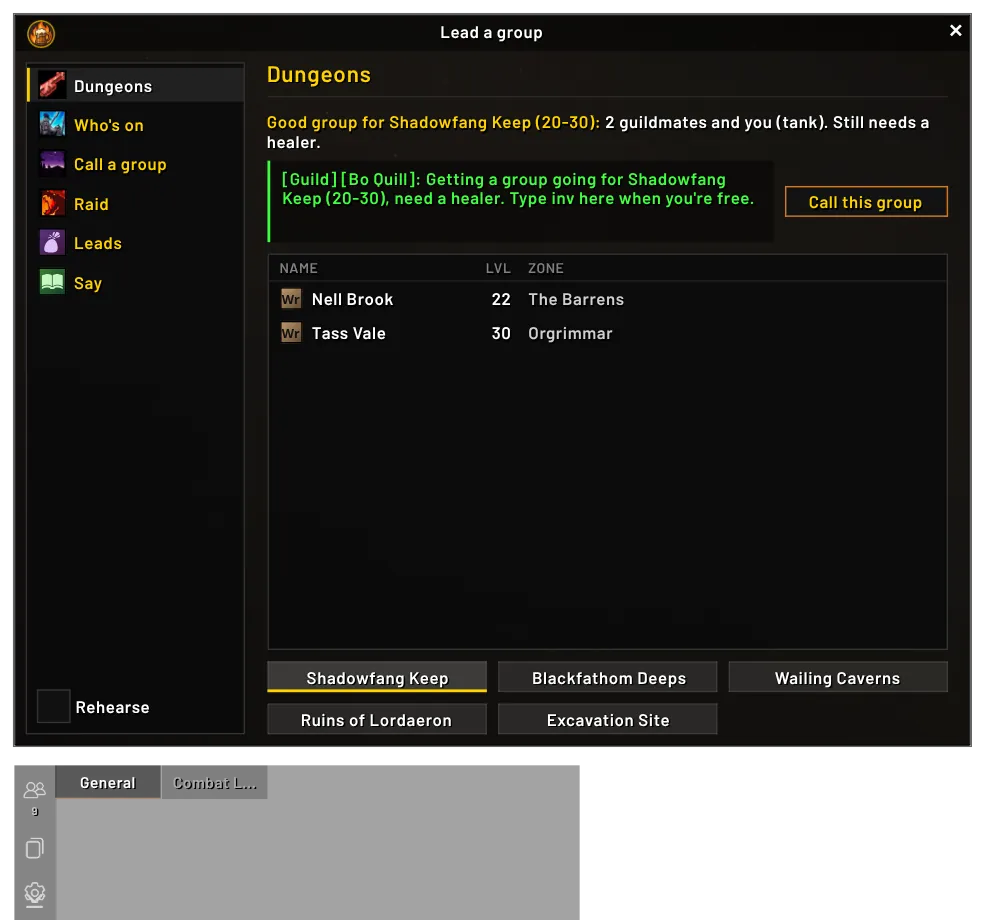 Lead a group
Dungeons
Who's on
Call a group
Raid
Leads
Say
Rehearse
Dungeons
Good group for Shadowfang Keep (20-30): 2 guildmates and you (tank). Still needs a
healer.
[Guild] [Bo Quill]: Getting a group going for Shadowfang
Keep (20-30), need a healer. Type inv here when you're free.
Call this group
NAME LVL ZONE
Wr Nell Brook 22 The Barrens
Wr Tass Vale 30 Orgrimmar
Shadowfang Keep Blackfathom Deeps Wailing Caverns
Ruins of Lordaeron Excavation Site
General Combat L...
9